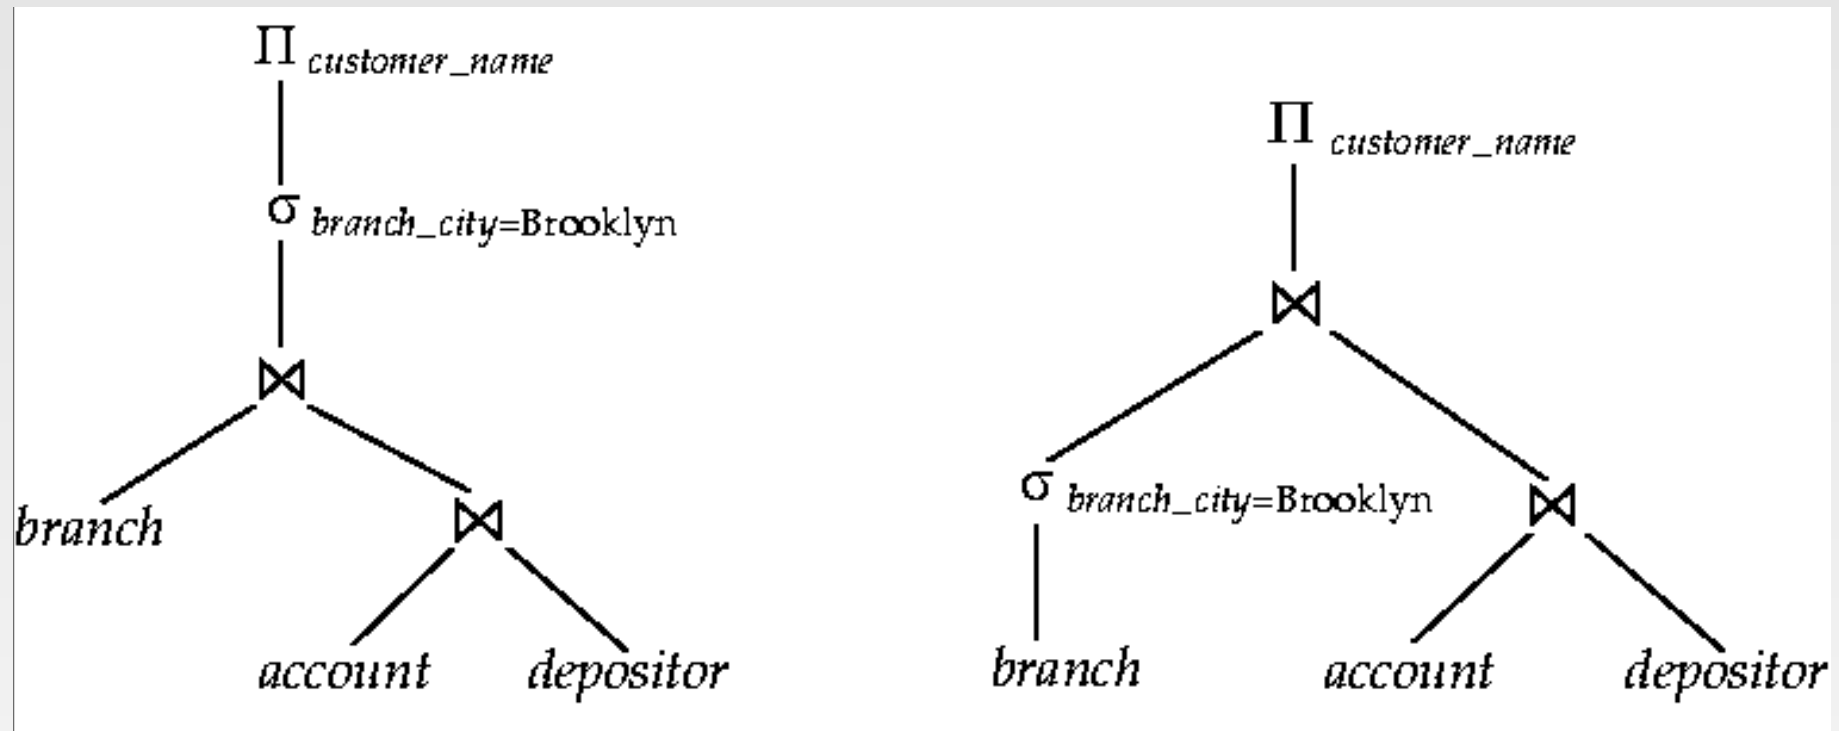 Π customer_name
σ branch_city=Brooklyn
⋈
branch
⋈
account depositor
Π customer_name
⋈
σ branch_city=Brooklyn
⋈
branch account depositor